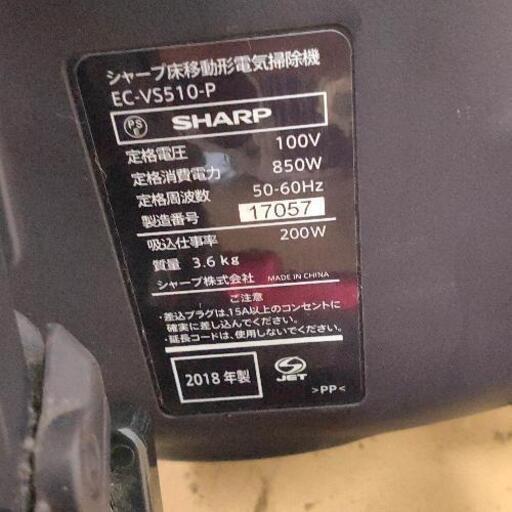 シャープ床移動形電気掃除機
EC-VS510-P
PS E SHARP
定格電圧 100V
定格消費電力 850W
定格周波数 50-60Hz
製造番号 17057
吸込仕事率 200W
質量 3.6 kg
シャープ株式会社 MADE IN CHINA
ご注意
・差込プラグは、15A以上のコンセントに
確実に差し込んでください。
・延長コードは、使用しないでください。
2018 年製 S JET >PP<